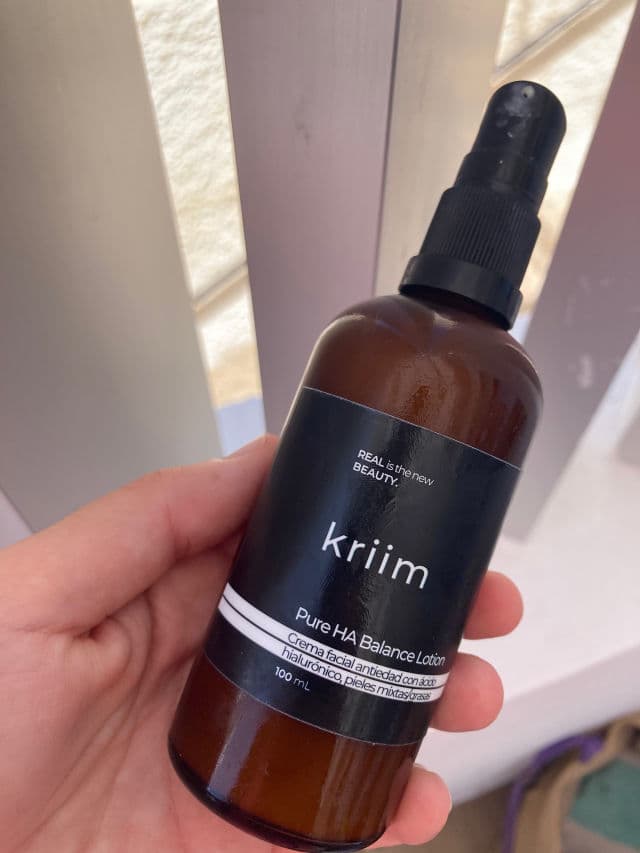 REAL is the new
BEAUTY.
kriim
Pure HA Balance Lotion
Crema facial antiedad con ácido
hialurónico, pieles mixtas/grasas
100 mL